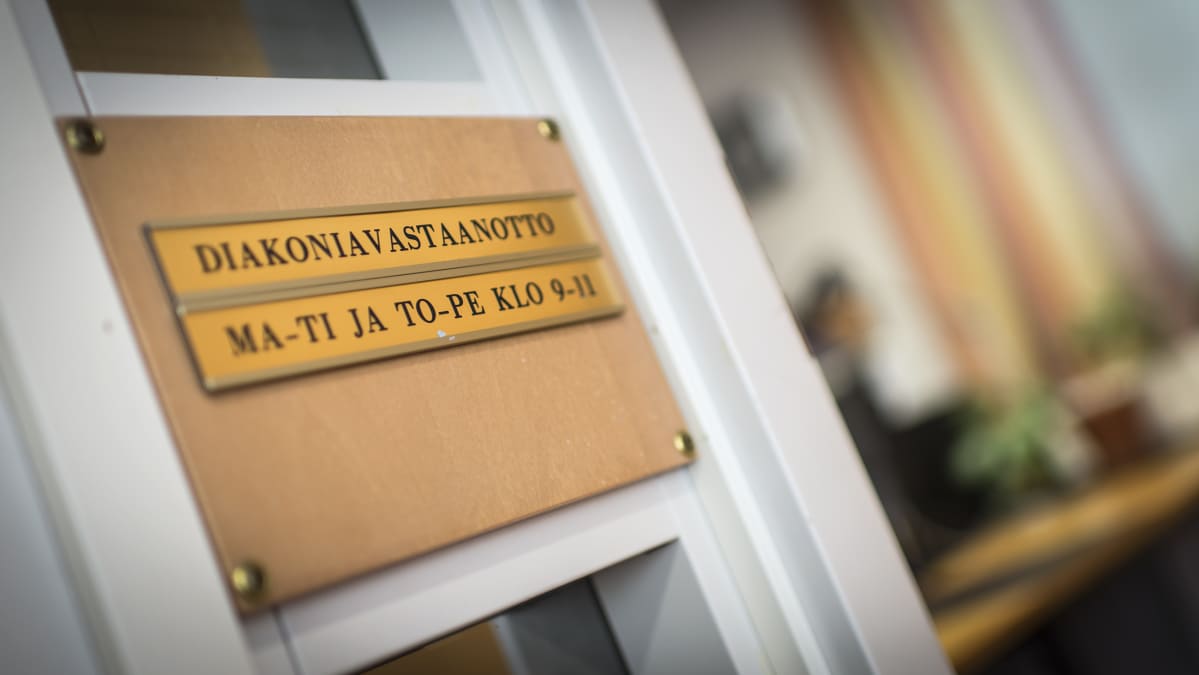 DIAKONIAVASTAANOTTO
MA-TI JA TO-PE KLO 9-11